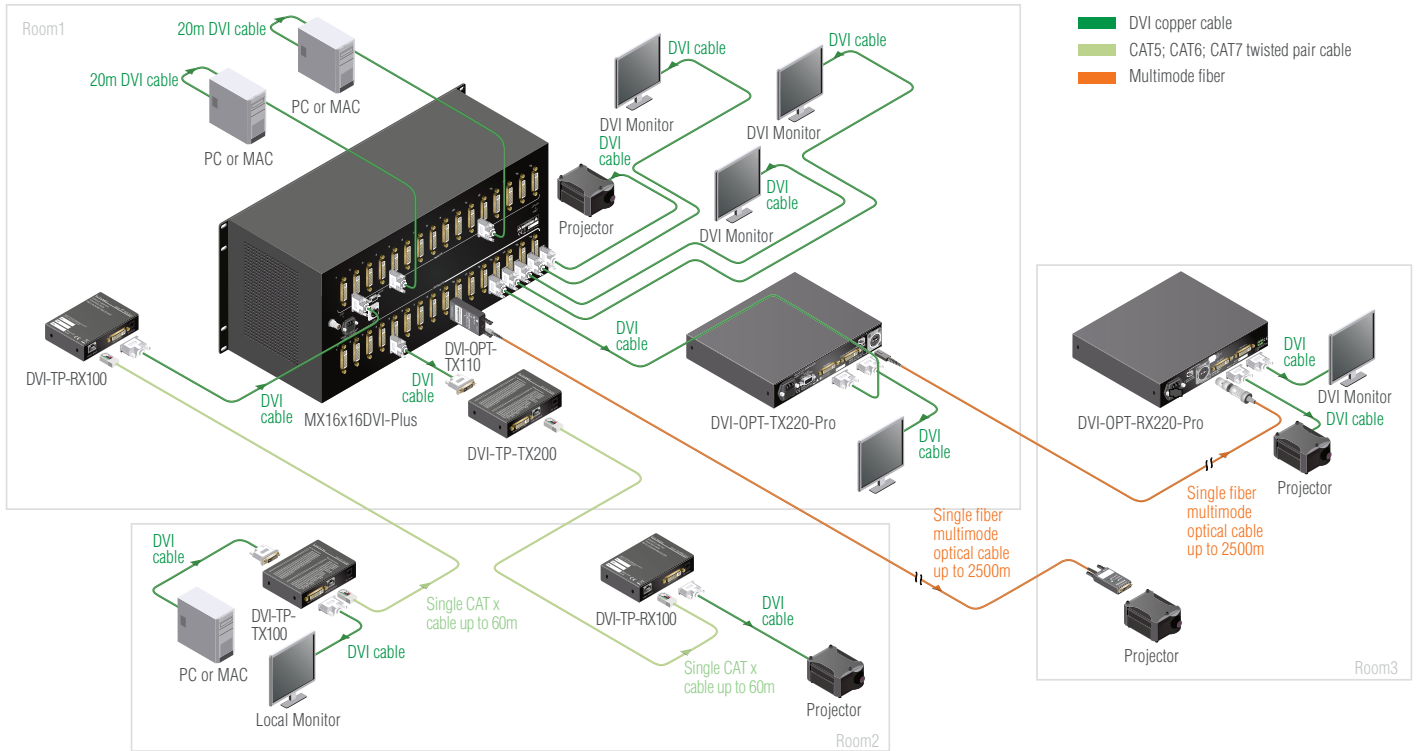 Room1
20m DVI cable
20m DVI cable
PC or MAC
PC or MAC
DVI cable
DVI Monitor
DVI cable
DVI Monitor
DVI
cable
Projector
DVI
cable
DVI Monitor
DVI copper cable
CAT5; CAT6; CAT7 twisted pair cable
Multimode fiber
DVI-TP-RX100
DVI
cable
MX16x16DVI-Plus
DVI-OPT-
TX110
DVI
cable
DVI-TP-TX200
DVI
cable
DVI-OPT-TX220-Pro
DVI
cable
DVI-OPT-RX220-Pro
DVI
cable
DVI Monitor
DVI cable
Projector
Single fiber
multimode
optical cable
up to 2500m
Single fiber
multimode
optical cable
up to 2500m
Projector
Room3
DVI
cable
DVI-TP-
TX100
PC or MAC
DVI cable
Local Monitor
Single CAT x
cable up to 60m
DVI-TP-RX100
Single CAT x
cable up to 60m
DVI
cable
Projector
Room2